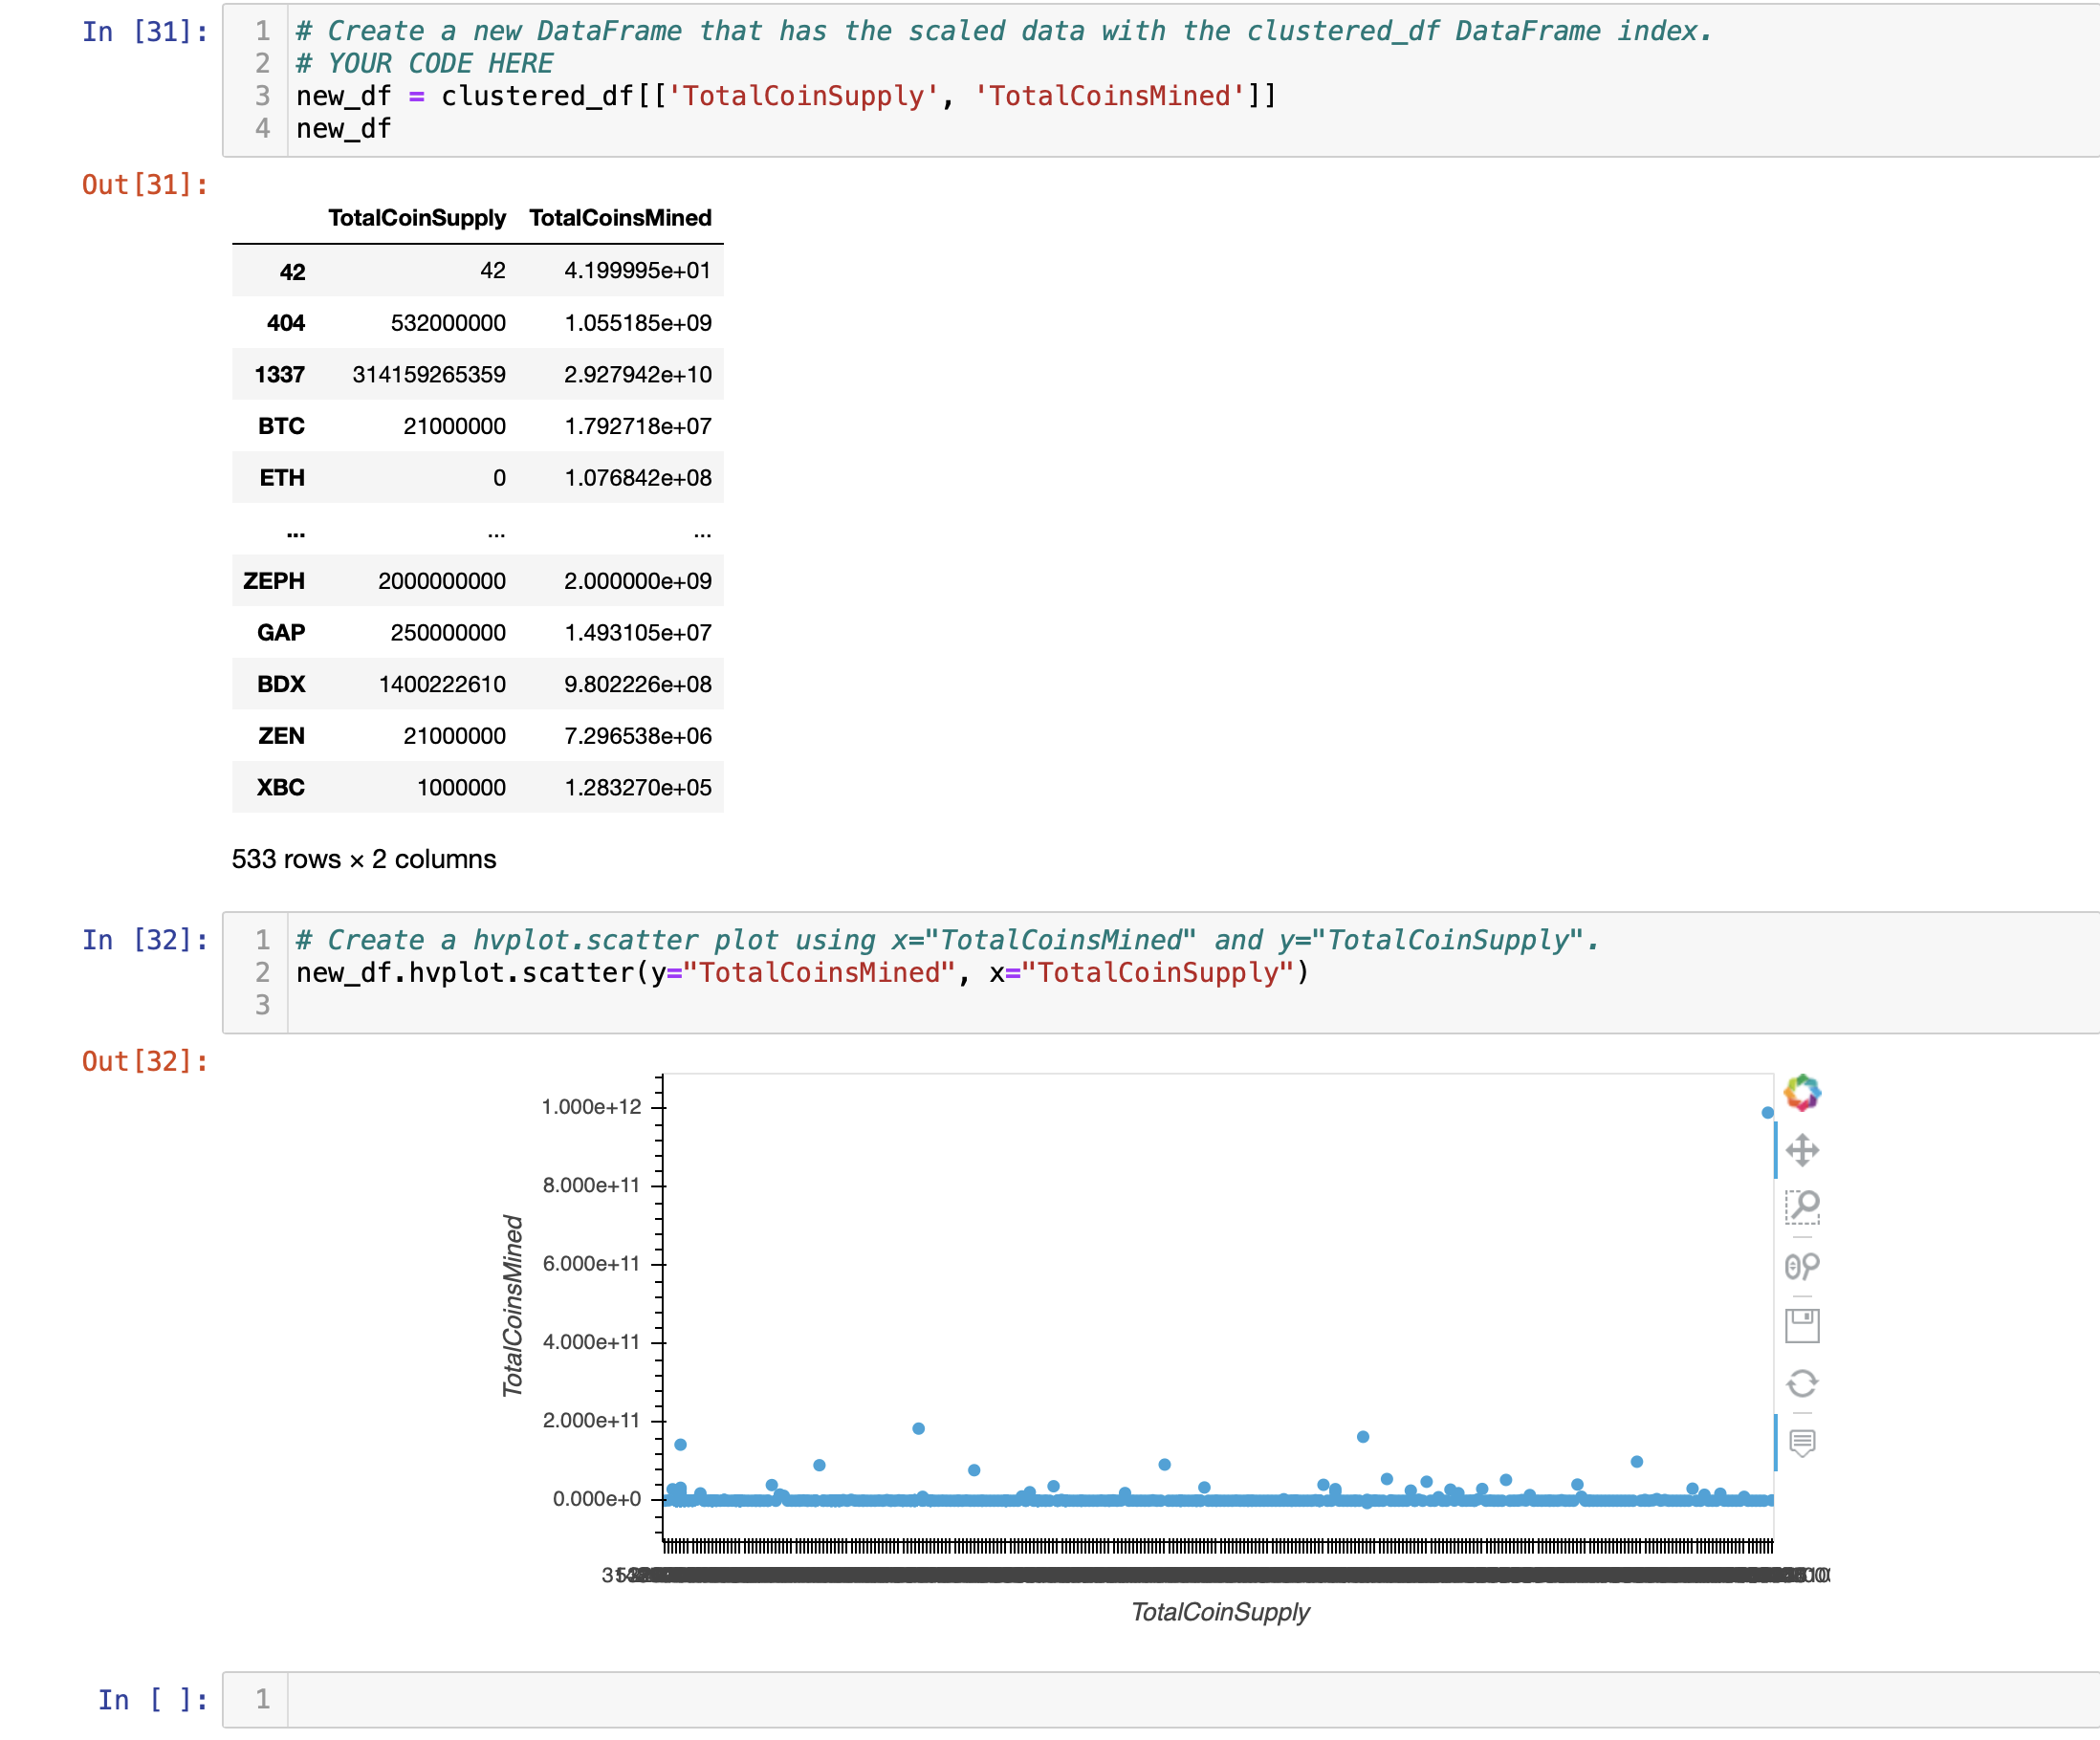 In [31]:
1 # Create a new DataFrame that has the scaled data with the clustered_df DataFrame index.
2 # YOUR CODE HERE
3 new_df = clustered_df[['TotalCoinSupply', 'TotalCoinsMined']]
4 new_df
Out[31]:
TotalCoinSupply TotalCoinsMined
42 42 4.199995e+01
404 532000000 1.055185e+09
1337 314159265359 2.927942e+10
BTC 21000000 1.792718e+07
ETH 0 1.076842e+08
... ... ...
ZEPH 2000000000 2.000000e+09
GAP 250000000 1.493105e+07
BDX 1400222610 9.802226e+08
ZEN 21000000 7.296538e+06
XBC 1000000 1.283270e+05
533 rows × 2 columns
In [32]:
1 # Create a hvplot.scatter plot using x="TotalCoinsMined" and y="TotalCoinSupply".
2 new_df.hvplot.scatter(y="TotalCoinsMined", x="TotalCoinSupply")
3
Out[32]:
1.000e+12
8.000e+11
6.000e+11
4.000e+11
2.000e+11
0.000e+0
TotalCoinsMined
TotalCoinSupply
In [ ]:
1